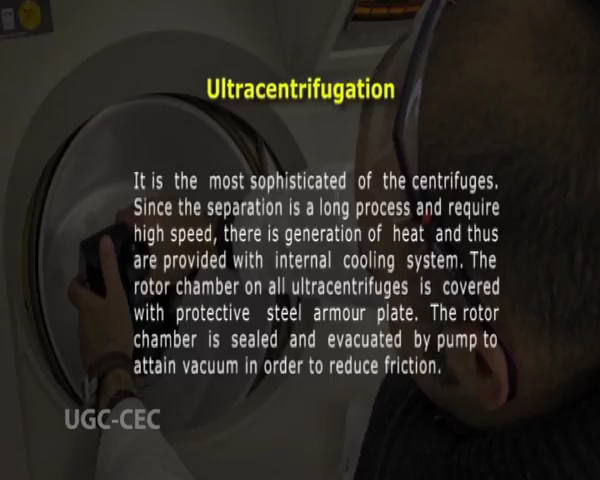 Ultracentrifugation
It is the most sophisticated of the centrifuges.
Since the separation is a long process and require
high speed, there is generation of heat and thus
are provided with internal cooling system. The
rotor chamber on all ultracentrifuges is covered
with protective steel armour plate. The rotor
chamber is sealed and evacuated by pump to
attain vacuum in order to reduce friction.
UGC-CEC